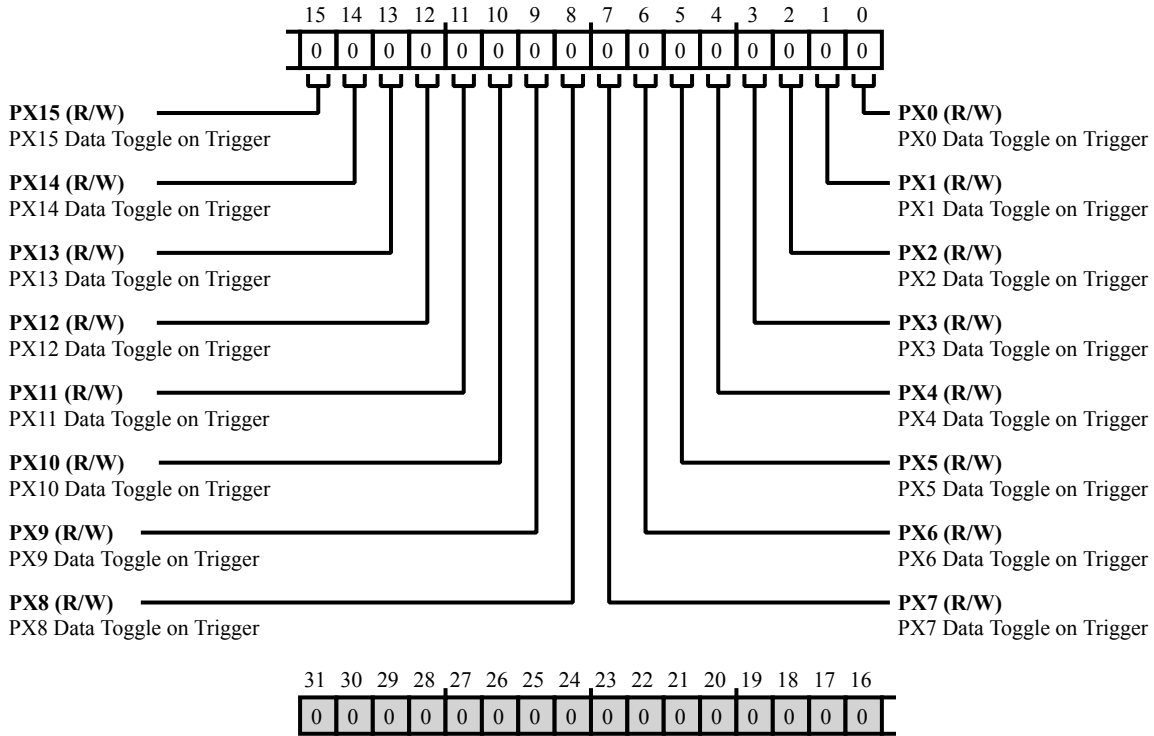 15 14 13 12 11 10 9 8 7 6 5 4 3 2 1 0
0 0 0 0 0 0 0 0 0 0 0 0 0 0 0 0
PX15 (R/W)
PX15 Data Toggle on Trigger
PX14 (R/W)
PX14 Data Toggle on Trigger
PX13 (R/W)
PX13 Data Toggle on Trigger
PX12 (R/W)
PX12 Data Toggle on Trigger
PX11 (R/W)
PX11 Data Toggle on Trigger
PX10 (R/W)
PX10 Data Toggle on Trigger
PX9 (R/W)
PX9 Data Toggle on Trigger
PX8 (R/W)
PX8 Data Toggle on Trigger
PX0 (R/W)
PX0 Data Toggle on Trigger
PX1 (R/W)
PX1 Data Toggle on Trigger
PX2 (R/W)
PX2 Data Toggle on Trigger
PX3 (R/W)
PX3 Data Toggle on Trigger
PX4 (R/W)
PX4 Data Toggle on Trigger
PX5 (R/W)
PX5 Data Toggle on Trigger
PX6 (R/W)
PX6 Data Toggle on Trigger
PX7 (R/W)
PX7 Data Toggle on Trigger
31 30 29 28 27 26 25 24 23 22 21 20 19 18 17 16
0 0 0 0 0 0 0 0 0 0 0 0 0 0 0 0